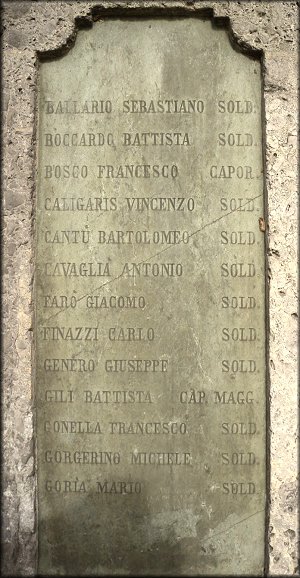 BALLARIO SEBASTIANO SOLD.
BOCCARDO BATTISTA SOLD.
BOSCO FRANCESCO CAPOR.
CALIGARIS VINCENZO SOLD.
CANTÙ BARTOLOMEO SOLD.
CAVAGLIÀ ANTONIO SOLD.
FARÒ GIACOMO SOLD.
FINAZZI CARLO SOLD.
GENERO GIUSEPPE SOLD.
GILI BATTISTA CAP. MAGG.
GONELLA FRANCESCO SOLD.
GORGERINO MICHELE SOLD.
GORIA MARIO SOLD.